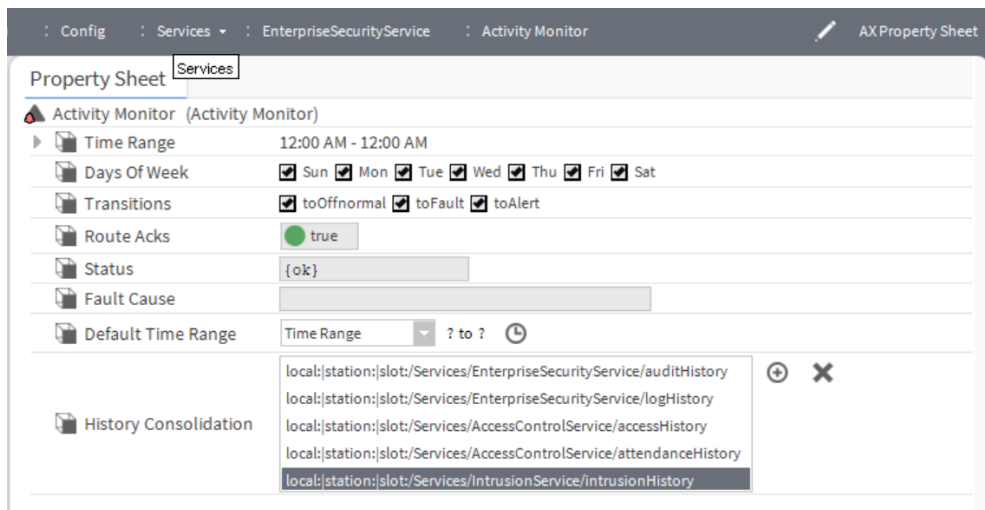 : Config : Services : EnterpriseSecurityService : Activity Monitor AX Property Sheet
Services
Property Sheet
Activity Monitor (Activity Monitor)
Time Range 12:00 AM - 12:00 AM
Days Of Week Sun Mon Tue Wed Thu Fri Sat
Transitions toOffnormal toFault toAlert
Route Acks true
Status {ok}
Fault Cause
Default Time Range Time Range ? to ?
History Consolidation
local:|station:|slot:/Services/EnterpriseSecurityService/auditHistory
local:|station:|slot:/Services/EnterpriseSecurityService/logHistory
local:|station:|slot:/Services/AccessControlService/accessHistory
local:|station:|slot:/Services/AccessControlService/attendanceHistory
local:|station:|slot:/Services/IntrusionService/intrusionHistory